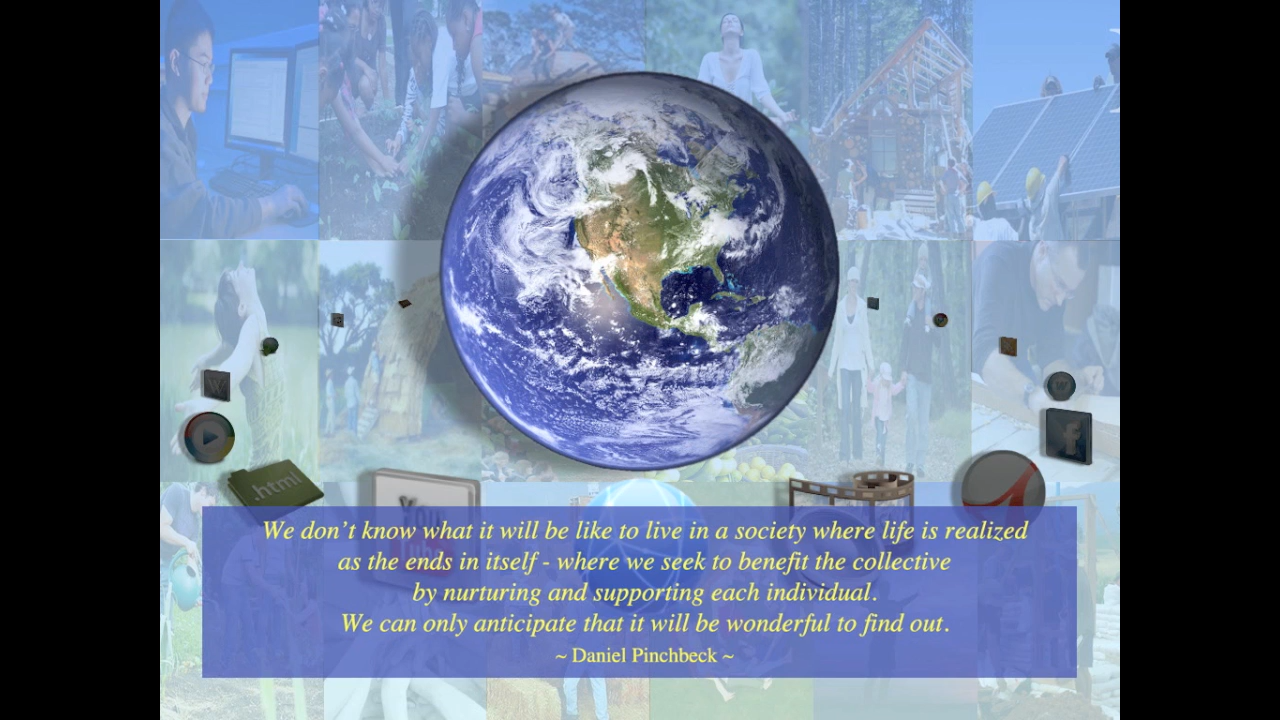 W
f
.html
You
We don't know what it will be like to live in a society where life is realized
as the ends in itself - where we seek to benefit the collective
by nurturing and supporting each individual.
We can only anticipate that it will be wonderful to find out.
~ Daniel Pinchbeck ~